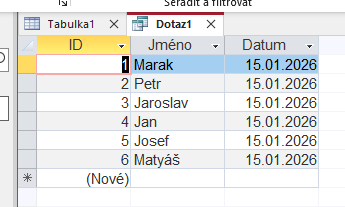 Seřadit a filtrovat
Tabulka1 Dotaz1
ID Jméno Datum
1 Marak 15.01.2026
2 Petr 15.01.2026
3 Jaroslav 15.01.2026
4 Jan 15.01.2026
5 Josef 15.01.2026
6 Matyáš 15.01.2026
* (Nové)